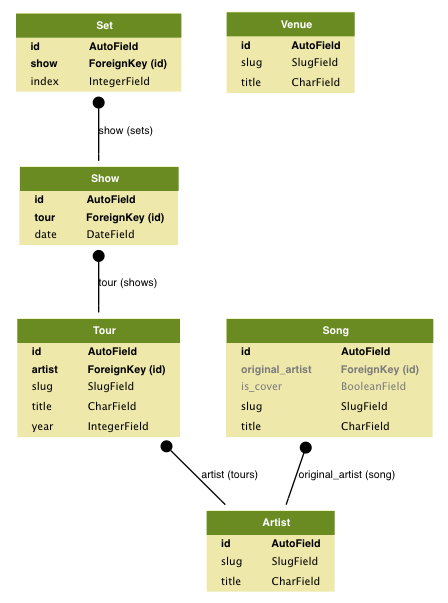 Set
id AutoField
show ForeignKey (id)
index IntegerField
Venue
id AutoField
slug SlugField
title CharField
show (sets)
Show
id AutoField
tour ForeignKey (id)
date DateField
tour (shows)
Tour
id AutoField
artist ForeignKey (id)
slug SlugField
title CharField
year IntegerField
Song
id AutoField
original_artist ForeignKey (id)
is_cover BooleanField
slug SlugField
title CharField
artist (tours)
original_artist (song)
Artist
id AutoField
slug SlugField
title CharField